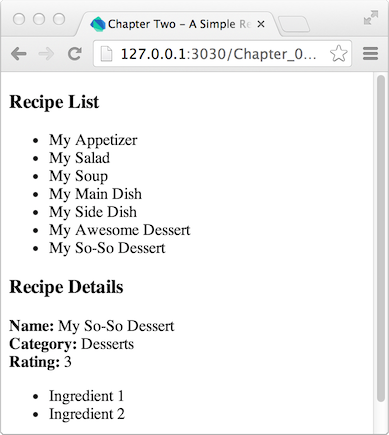 Chapter Two – A Simple Re
127.0.0.1:3030/Chapter_0...
Recipe List
My Appetizer
My Salad
My Soup
My Main Dish
My Side Dish
My Awesome Dessert
My So-So Dessert
Recipe Details
Name: My So-So Dessert
Category: Desserts
Rating: 3
Ingredient 1
Ingredient 2